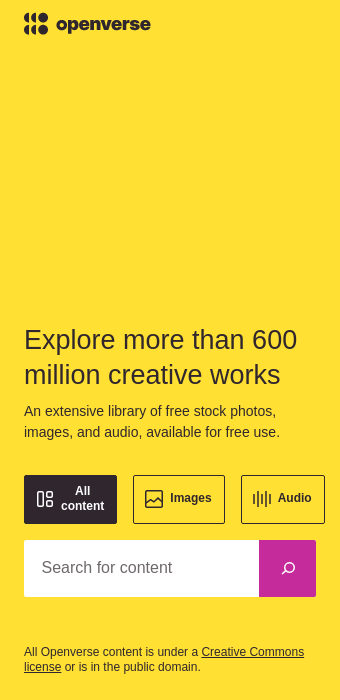 openverse
Explore more than 600
million creative works
An extensive library of free stock photos,
images, and audio, available for free use.
All
content
Images
Audio
Search for content
All Openverse content is under a Creative Commons
license or is in the public domain.